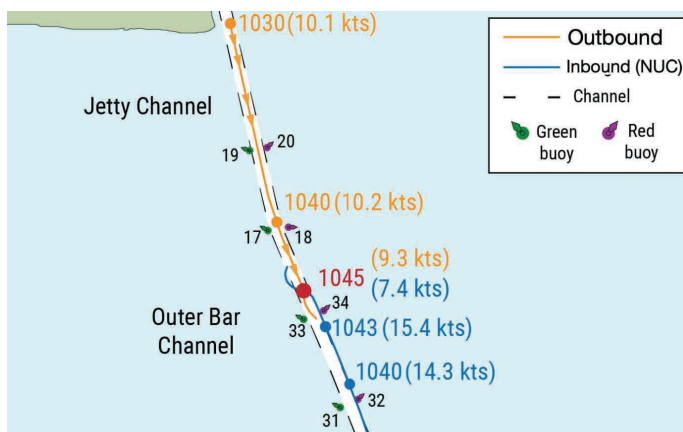 1030 (10.1 kts)
Outbound
Inbound (NUC)
Channel
Green
buoy
Red
buoy
Jetty Channel
20
19
1040 (10.2 kts)
17
18
(9.3 kts)
1045
(7.4 kts)
34
Outer Bar
Channel
33
1043 (15.4 kts)
1040 (14.3 kts)
32
31